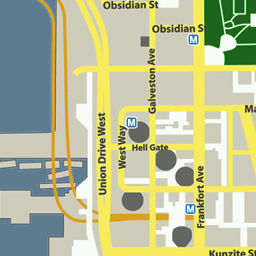 Obsidian St
Obsidian St
M
Galveston Ave
Ma
M
West Way
Union Drive West
Hell Gate
Frankfort Ave
M
Kunzite S